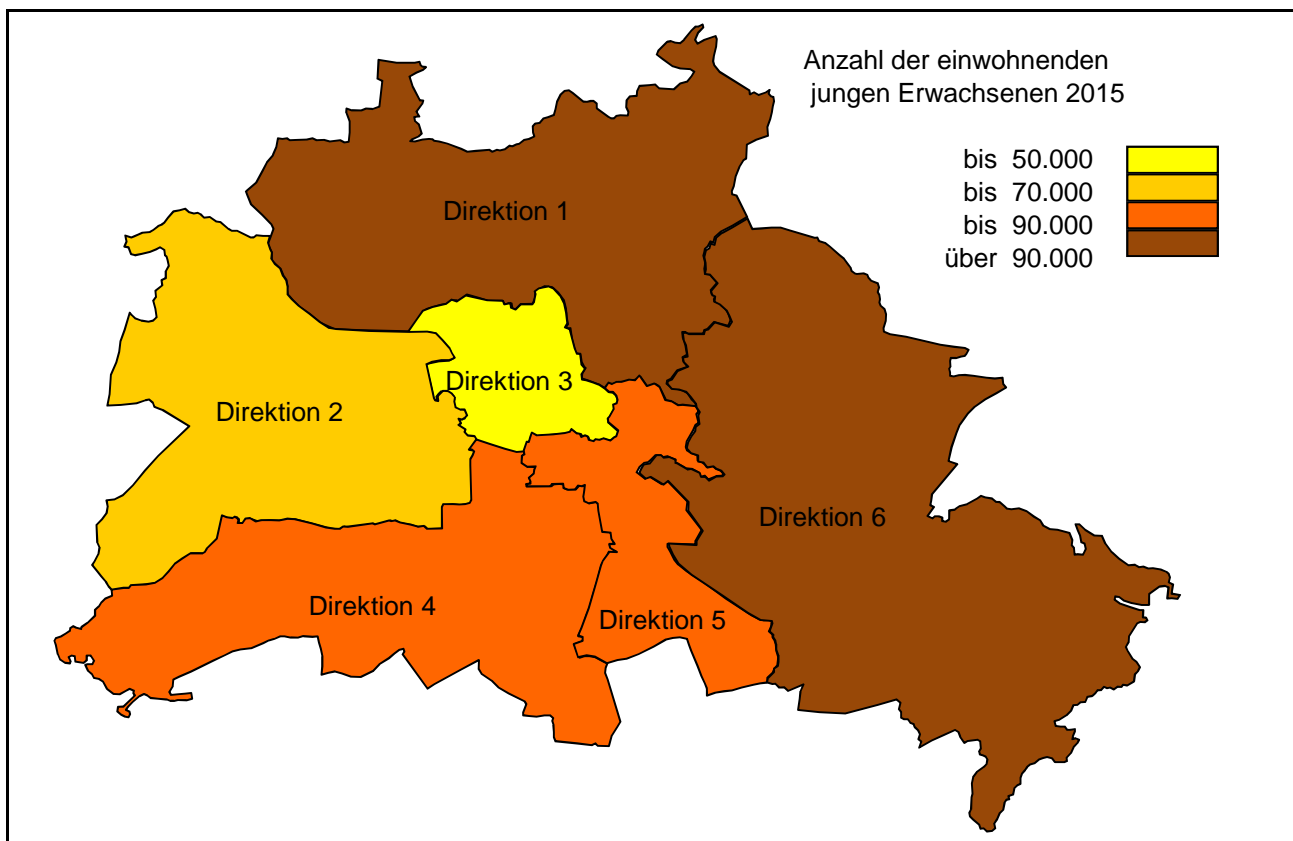 Anzahl der einwohnenden
jungen Erwachsenen 2015
bis 50.000
bis 70.000
bis 90.000
über 90.000
Direktion 1
Direktion 3
Direktion 2
Direktion 6
Direktion 4
Direktion 5